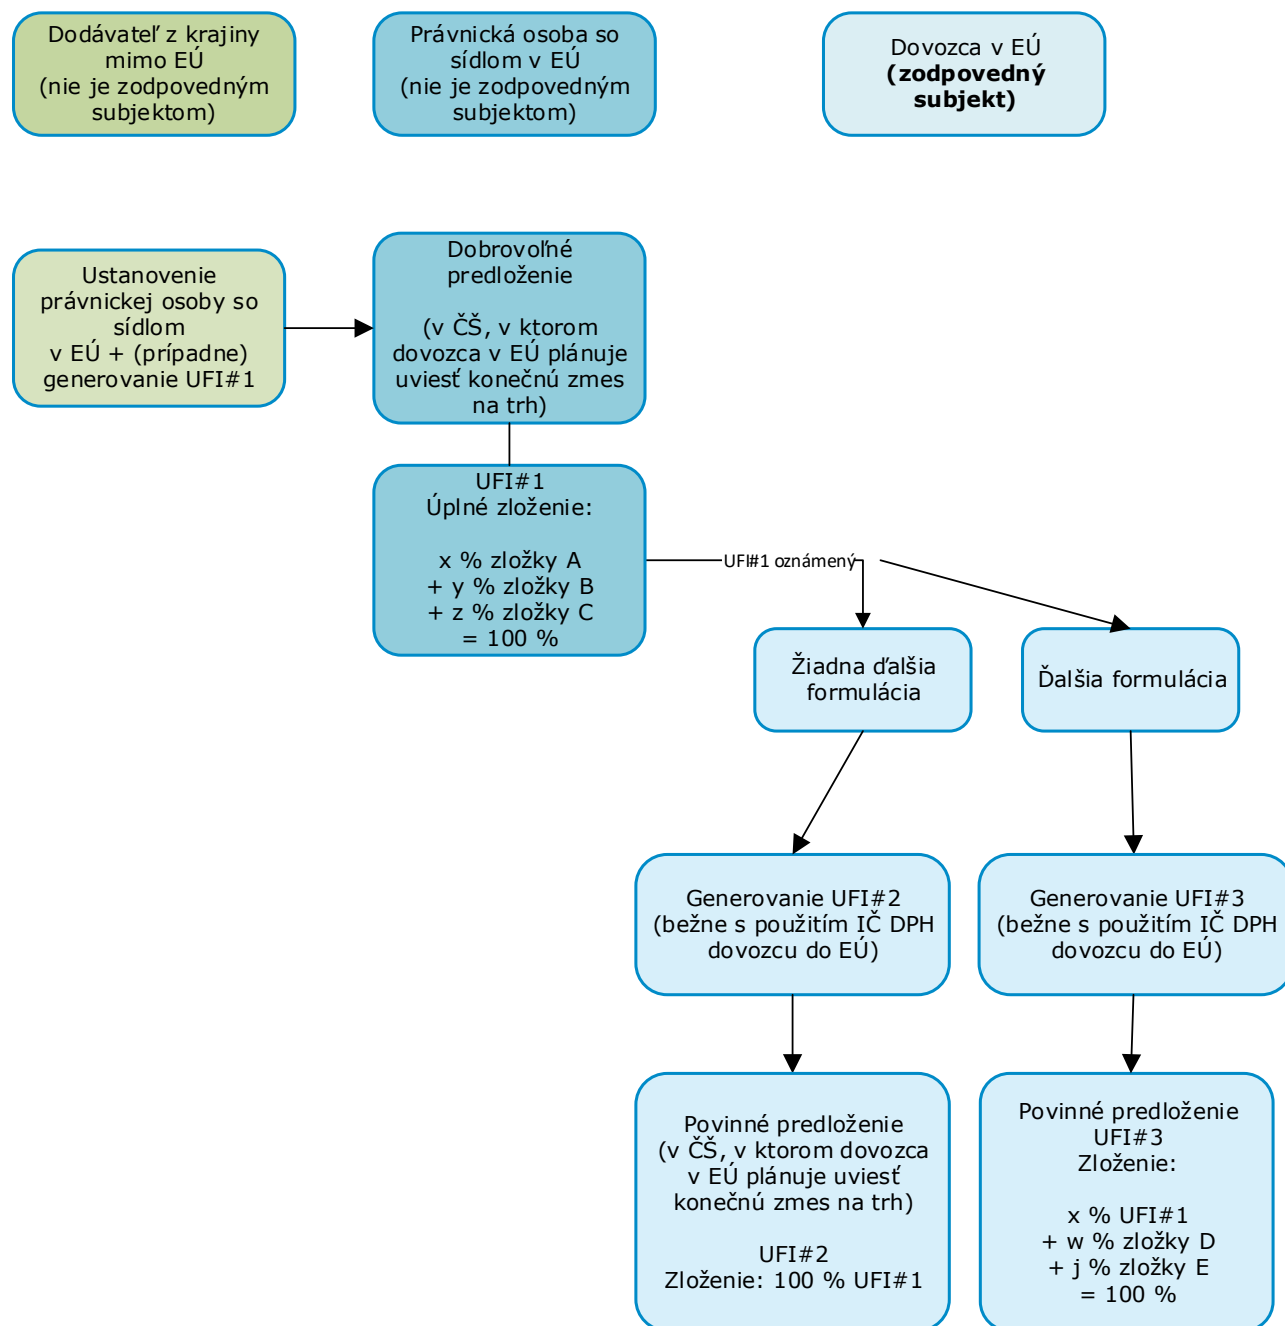 Dodávateľ z krajiny
mimo EÚ
(nie je zodpovedným
subjektom)
Právnická osoba so
sídlom v EÚ
(nie je zodpovedným
subjektom)
Dovozca v EÚ
(zodpovedný
subjekt)
Ustanovenie
právnickej osoby so
sídlom
v EÚ + (prípadne)
generovanie UFI#1
Dobrovoľné
predloženie
(v ČŠ, v ktorom
dovozca v EÚ plánuje
uviesť konečnú zmes
na trh)
UFI#1
Úplné zloženie:
x % zložky A
+ y % zložky B
+ z % zložky C
= 100 %
UFI#1 oznámený
Žiadna ďalšia
formulácia
Ďalšia formulácia
Generovanie UFI#2
(bežne s použitím IČ DPH
dovozcu do EÚ)
Generovanie UFI#3
(bežne s použitím IČ DPH
dovozcu do EÚ)
Povinné predloženie
(v ČŠ, v ktorom dovozca
v EÚ plánuje uviesť
konečnú zmes na trh)
UFI#2
Zloženie: 100 % UFI#1
Povinné predloženie
UFI#3
Zloženie:
x % UFI#1
+ w % zložky D
+ j % zložky E
= 100 %